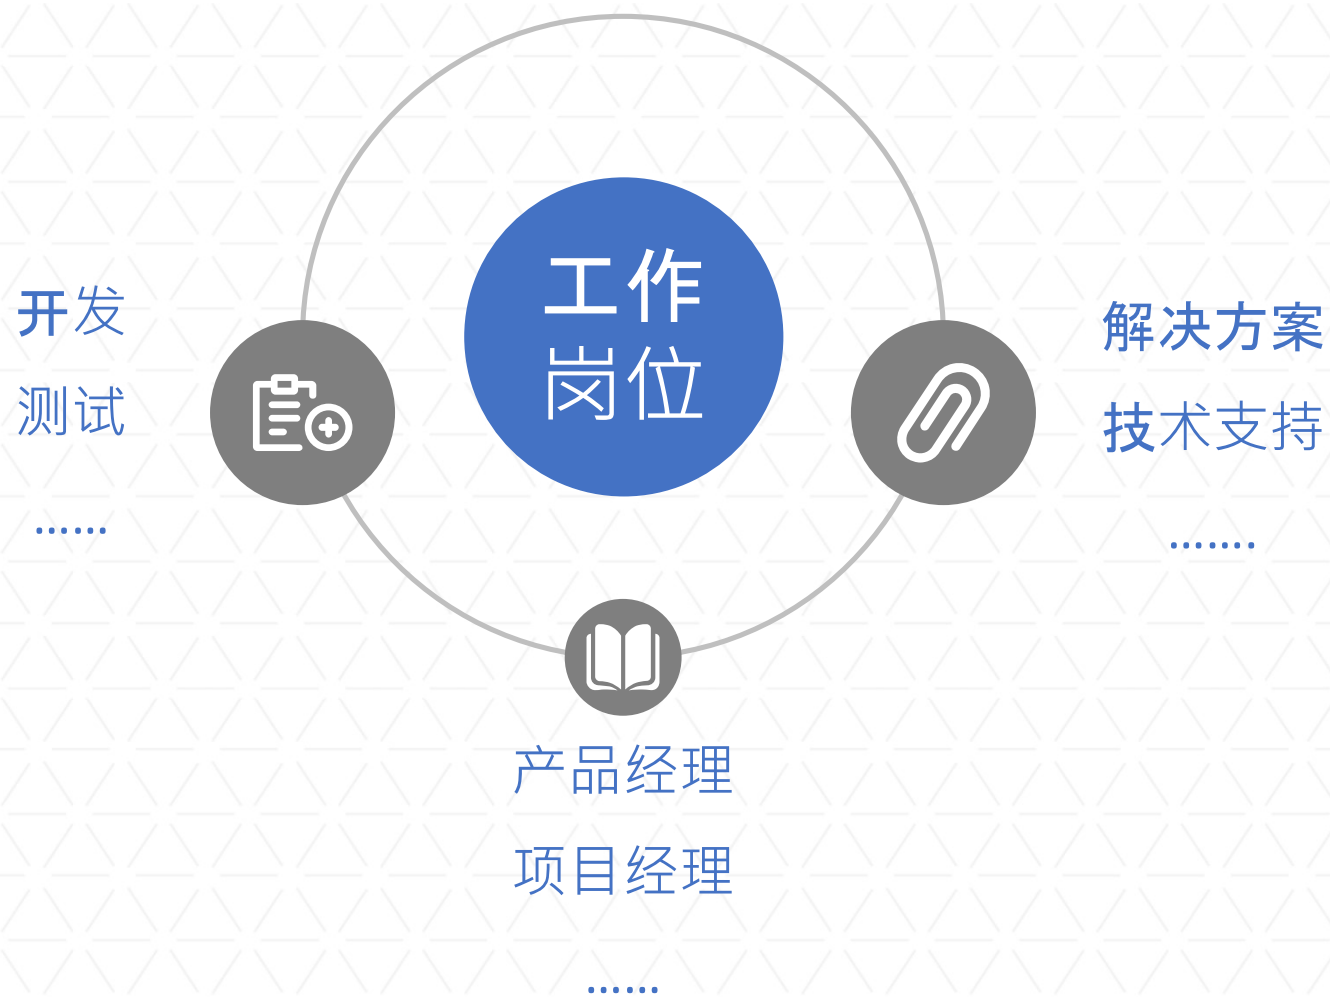 工作
岗位
开发
测试
……
解决方案
技术支持
…….
产品经理
项目经理
……